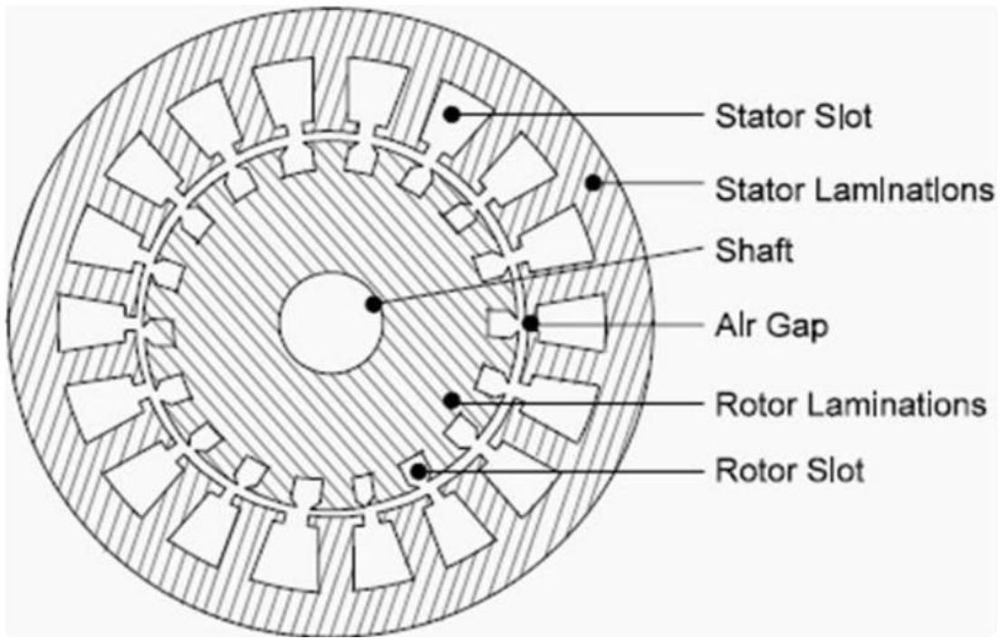 Stator Slot
Stator Laminations
Shaft
Air Gap
Rotor Laminations
Rotor Slot